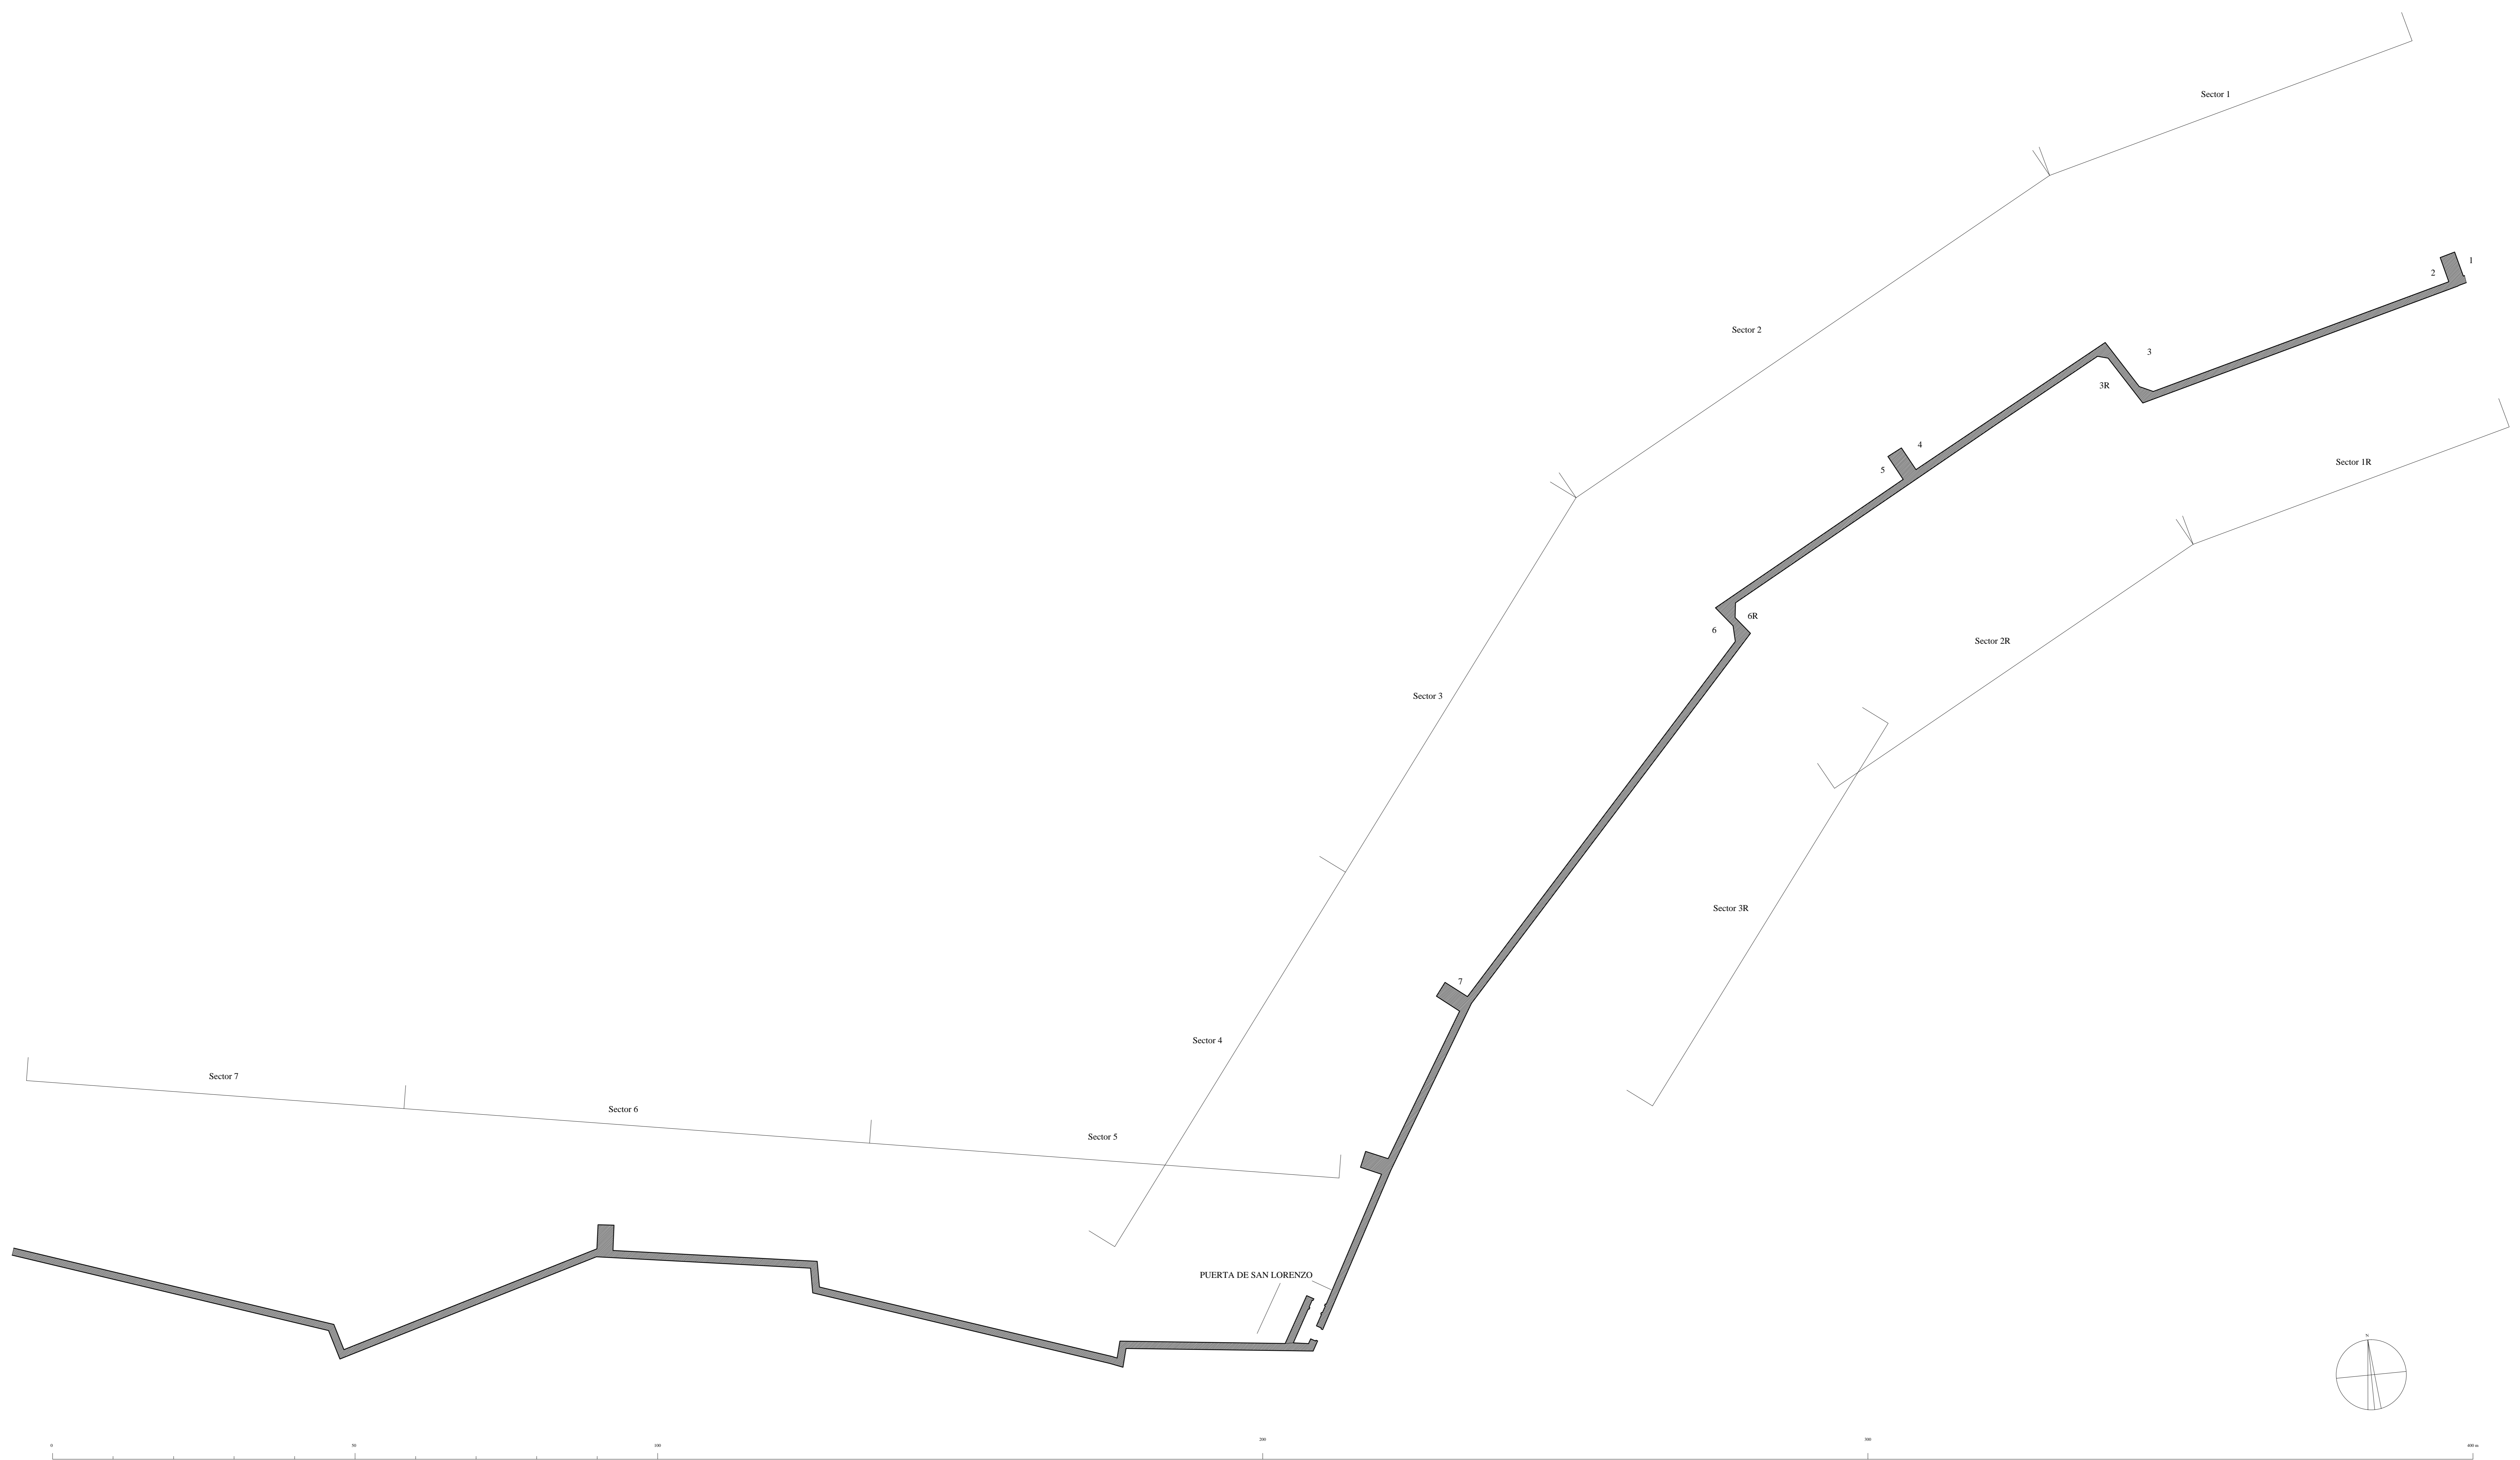 Sector 1
1
2
Sector 2
3
3R
4
5
Sector 1R
6R
6
Sector 2R
Sector 3
Sector 3R
7
Sector 4
Sector 7
Sector 6
Sector 5
PUERTA DE SAN LORENZO
N
0
50
100
200
300
400 m